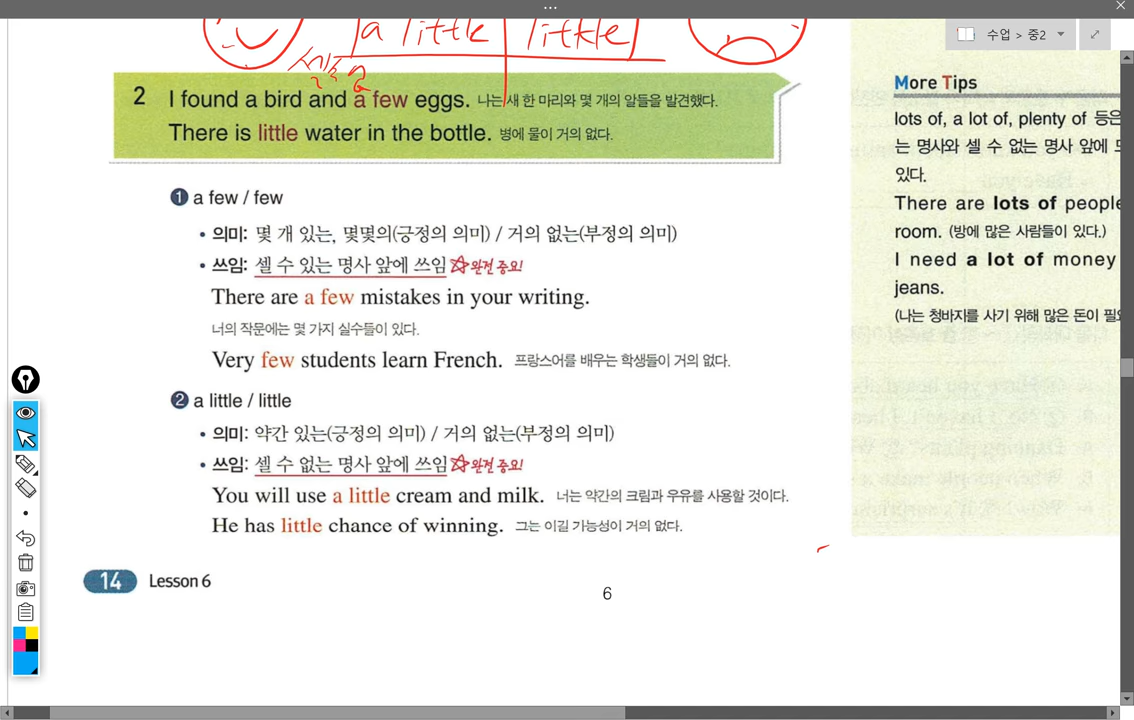 수업 > 중2
a little little
셀 수
2 I found a bird and a few eggs. 나는 새 한 마리와 몇 개의 알들을 발견했다.
There is little water in the bottle. 병에 물이 거의 없다.
1 a few / few
• 의미: 몇 개 있는, 몇몇의(긍정의 의미) / 거의 없는(부정의 의미)
• 쓰임: 셀 수 있는 명사 앞에 쓰임 ☆완전 중요!
There are a few mistakes in your writing.
너의 작문에는 몇 가지 실수들이 있다.
Very few students learn French. 프랑스어를 배우는 학생들이 거의 없다.
2 a little / little
• 의미: 약간 있는(긍정의 의미) / 거의 없는(부정의 의미)
• 쓰임: 셀 수 없는 명사 앞에 쓰임 ☆완전 중요!
You will use a little cream and milk. 너는 약간의 크림과 우유를 사용할 것이다.
He has little chance of winning. 그는 이길 가능성이 거의 없다.
14 Lesson 6
6
More Tips
lots of, a lot of, plenty of 등은
는 명사와 셀 수 없는 명사 앞에
있다.
There are lots of people
room. (방에 많은 사람들이 있다.)
I need a lot of money
jeans.
(나는 청바지를 사기 위해 많은 돈이 필요